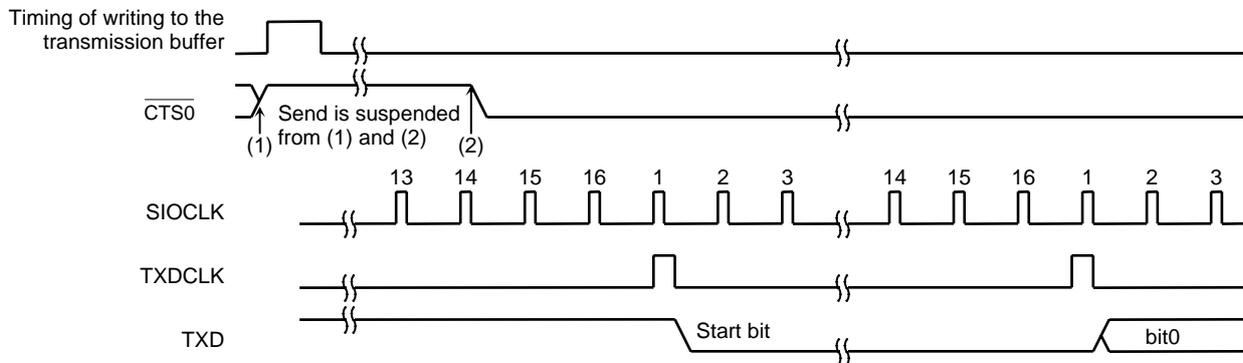 Timing of writing to the
transmission buffer
CTS0
Send is suspended
from (1) and (2)
(1)
(2)
13 14 15 16 1 2 3 14 15 16 1 2 3
SIOCLK
TXDCLK
TXD
Start bit
bit0